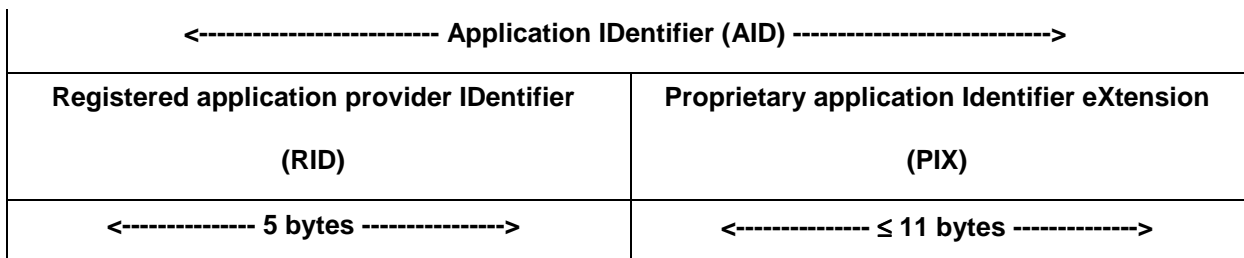 <--------------------------- Application IDentifier (AID) ----------------------------->
Registered application provider IDentifier
(RID)
Proprietary application Identifier eXtension
(PIX)
<--------------- 5 bytes ---------------->
<--------------- ≤ 11 bytes -------------->